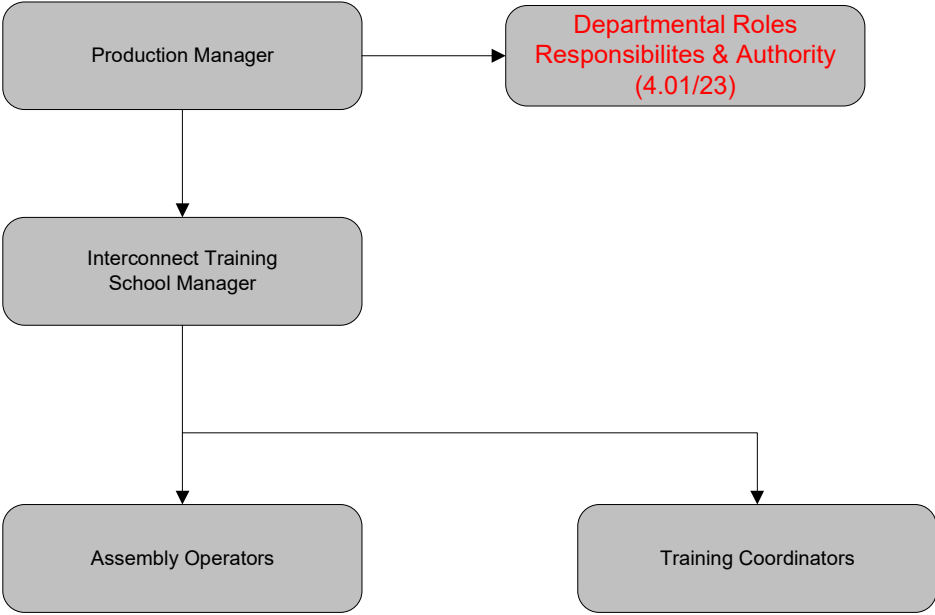 Production Manager
Departmental Roles
Responsibilites & Authority
(4.01/23)
Interconnect Training
School Manager
Assembly Operators
Training Coordinators